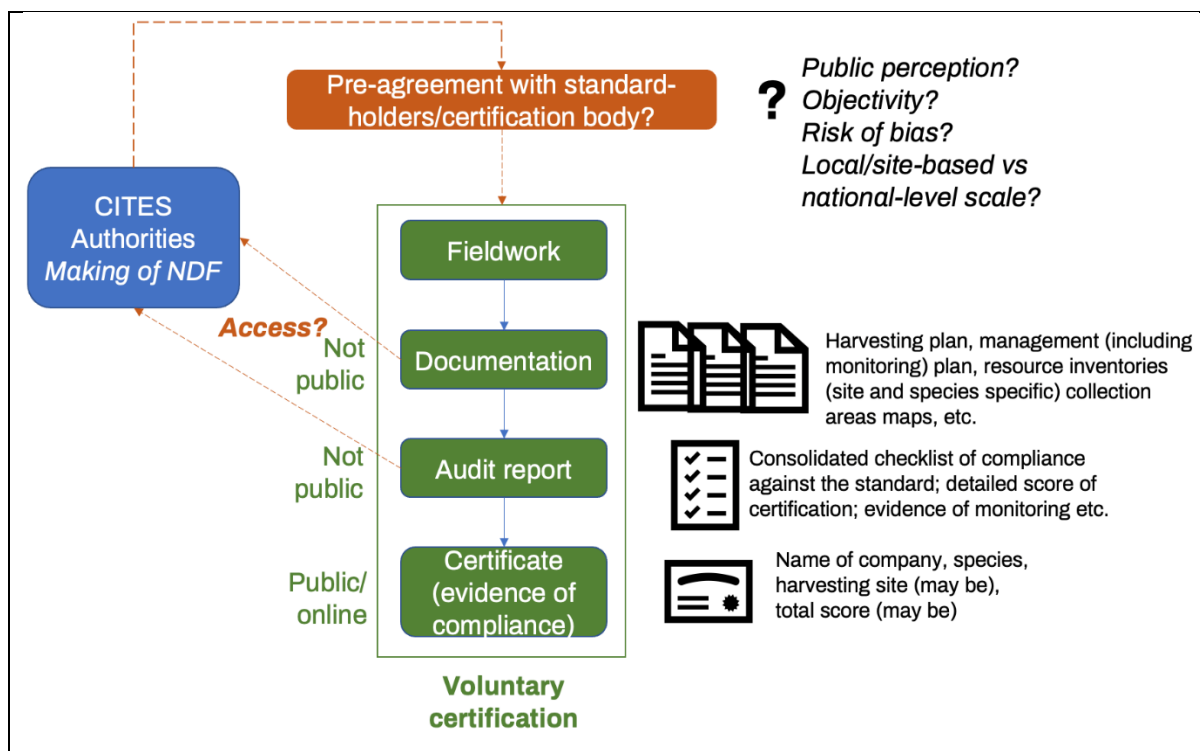 Pre-agreement with standard-
holders/certification body?
?
Public perception?
Objectivity?
Risk of bias?
Local/site-based vs
national-level scale?
CITES
Authorities
Making of NDF
Fieldwork
Access?
Not
public
Documentation
Harvesting plan, management (including
monitoring) plan, resource inventories
(site and species specific) collection
areas maps, etc.
Not
public
Audit report
Consolidated checklist of compliance
against the standard; detailed score of
certification; evidence of monitoring etc.
Public/
online
Certificate
(evidence of
compliance)
Name of company, species,
harvesting site (may be),
total score (may be)
Voluntary
certification